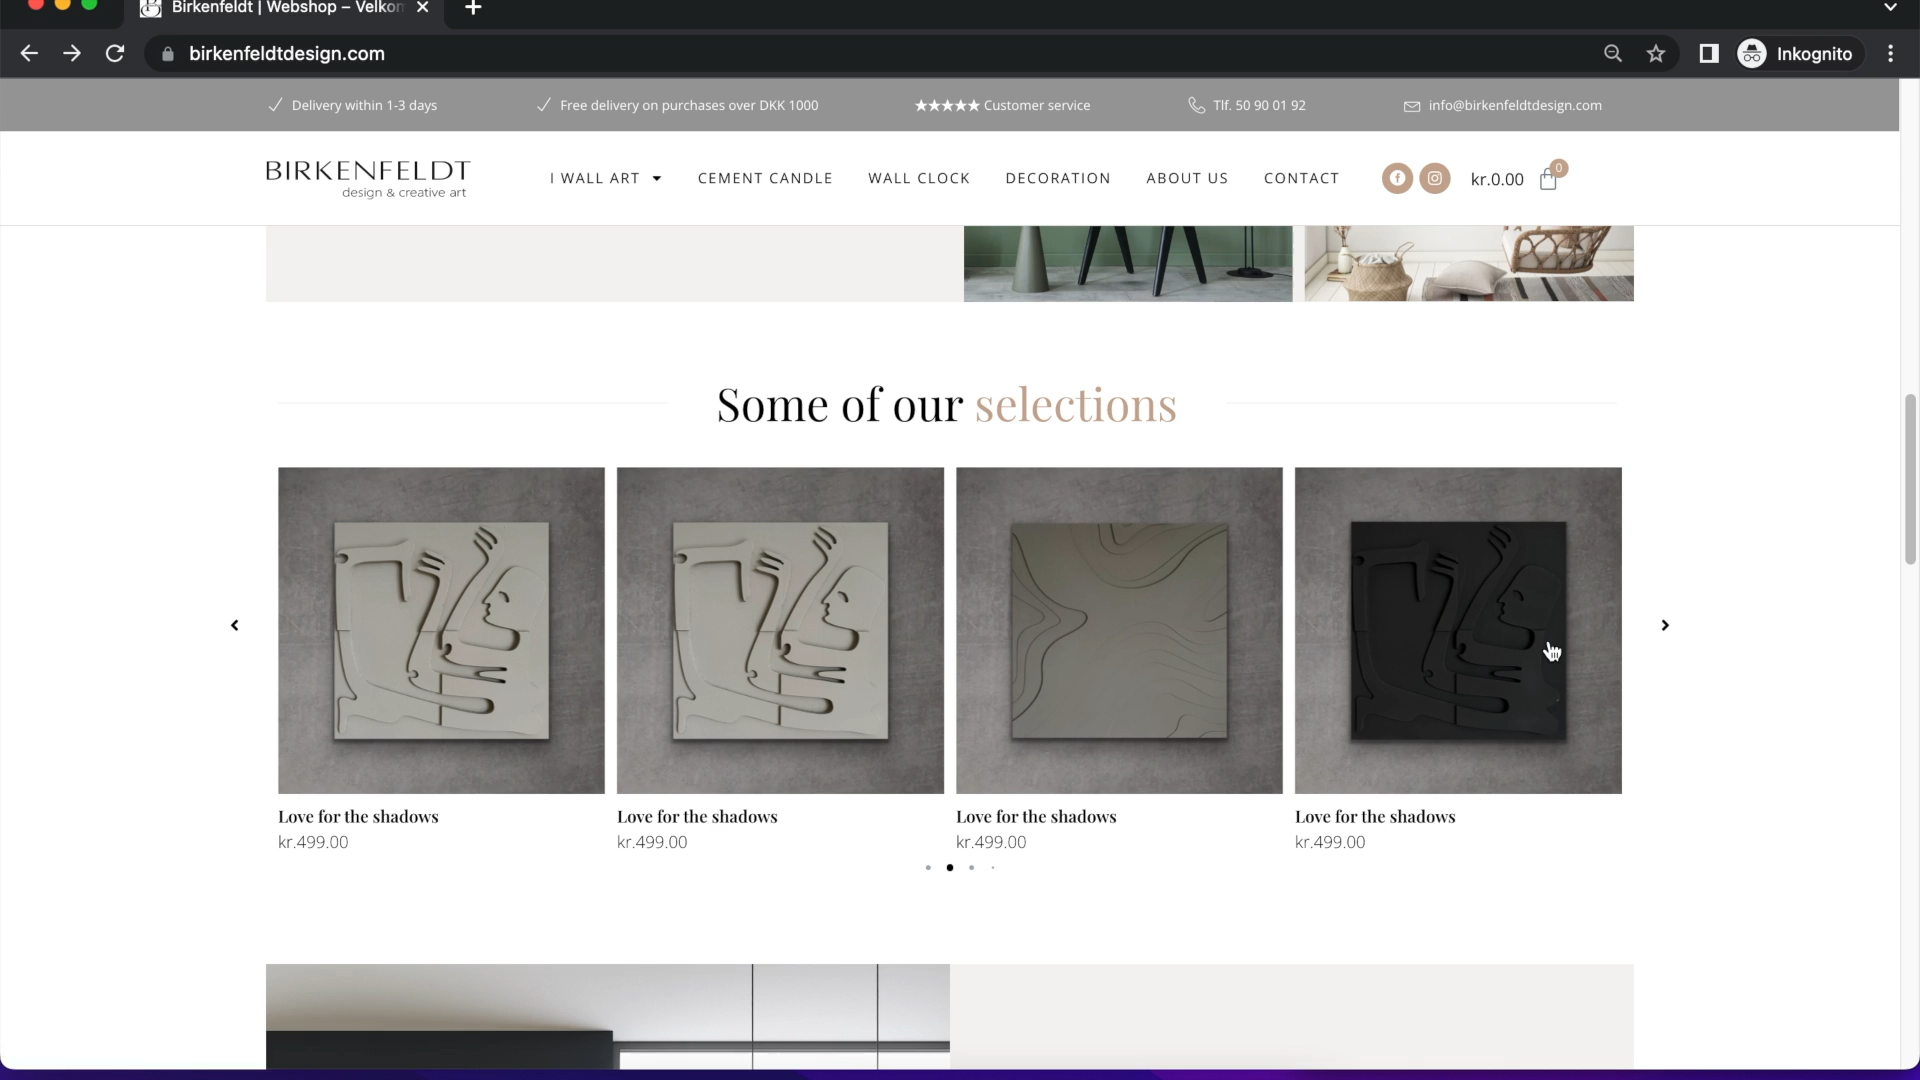 Birkenfeldt | Webshop – Velkon
birkenfeldtdesign.com
Inkognito
Delivery within 1-3 days
Free delivery on purchases over DKK 1000
★★★★★ Customer service
Tlf. 50 90 01 92
info@birkenfeldtdesign.com
BIRKENFELDT
design & creative art
I WALL ART
CEMENT CANDLE
WALL CLOCK
DECORATION
ABOUT US
CONTACT
kr.0.00
0
Some of our selections
Love for the shadows
kr.499.00
Love for the shadows
kr.499.00
Love for the shadows
kr.499.00
Love for the shadows
kr.499.00